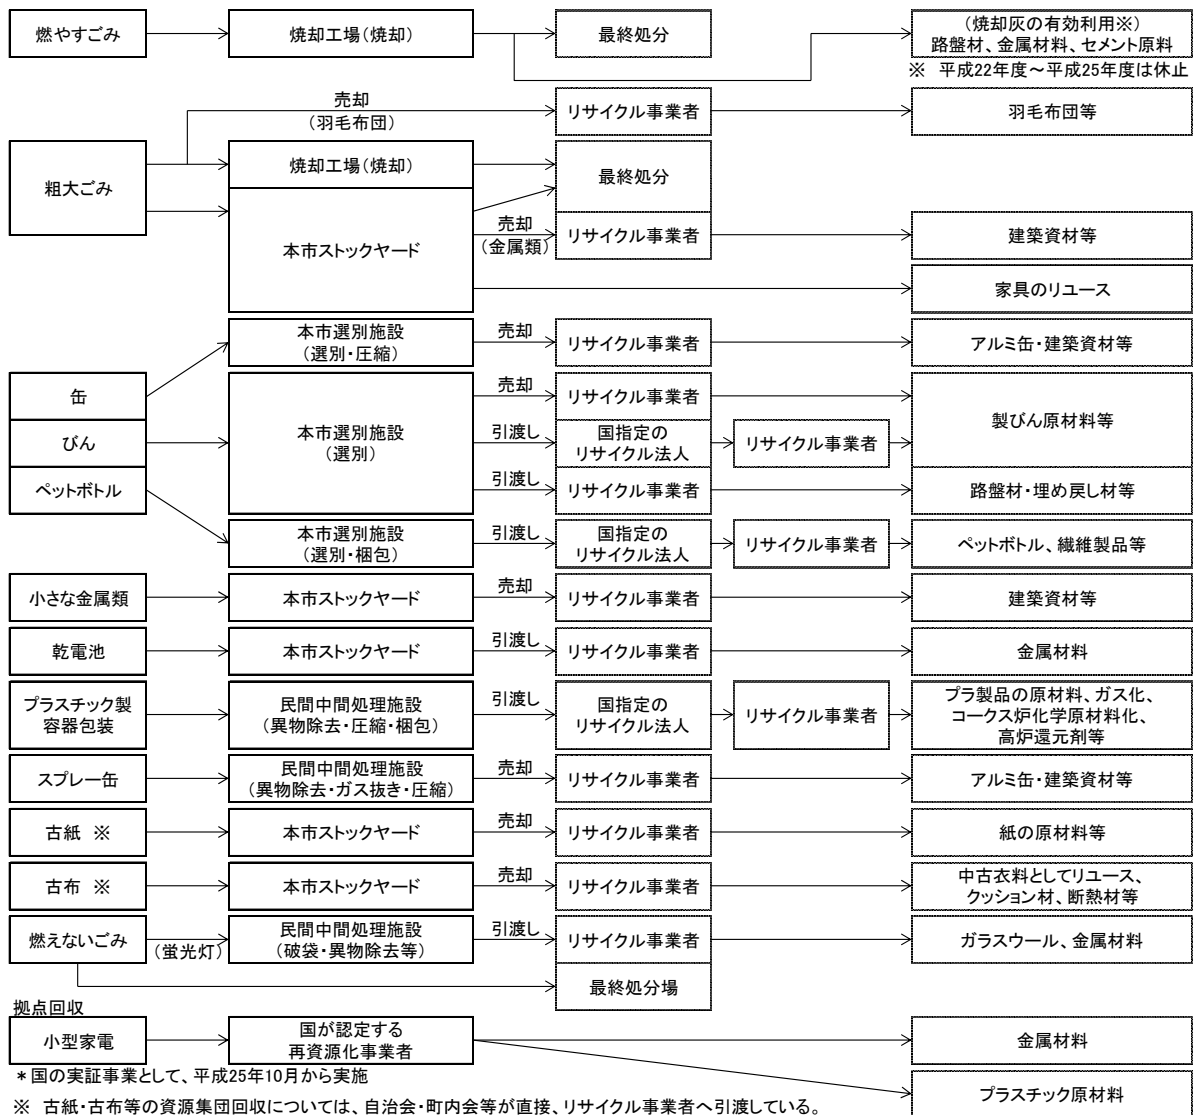 燃やすごみ
焼却工場(焼却)
最終処分
(焼却灰の有効利用※)
路盤材、金属材料、セメント原料
※ 平成22年度～平成25年度は休止
売却
(羽毛布団)
リサイクル事業者
羽毛布団等
粗大ごみ
焼却工場(焼却)
最終処分
本市ストックヤード
売却
(金属類)
リサイクル事業者
建築資材等
家具のリユース
本市選別施設
(選別・圧縮)
売却
リサイクル事業者
アルミ缶・建築資材等
缶
びん
ペットボトル
本市選別施設
(選別)
売却
リサイクル事業者
製びん原材料等
引渡し
国指定の
リサイクル法人
リサイクル事業者
引渡し
リサイクル事業者
路盤材・埋め戻し材等
本市選別施設
(選別・梱包)
引渡し
国指定の
リサイクル法人
リサイクル事業者
ペットボトル、繊維製品等
小さな金属類
本市ストックヤード
売却
リサイクル事業者
建築資材等
乾電池
本市ストックヤード
引渡し
リサイクル事業者
金属材料
プラスチック製
容器包装
民間中間処理施設
(異物除去・圧縮・梱包)
引渡し
国指定の
リサイクル法人
リサイクル事業者
プラ製品の原材料、ガス化、
コークス炉化学原材料化、
高炉還元剤等
スプレー缶
民間中間処理施設
(異物除去・ガス抜き・圧縮)
売却
リサイクル事業者
アルミ缶・建築資材等
古紙 ※
本市ストックヤード
売却
リサイクル事業者
紙の原材料等
古布 ※
本市ストックヤード
売却
リサイクル事業者
中古衣料としてリユース、
クッション材、断熱材等
燃えないごみ
(蛍光灯)
民間中間処理施設
(破袋・異物除去等)
引渡し
リサイクル事業者
ガラスウール、金属材料
最終処分場
拠点回収
小型家電
国が認定する
再資源化事業者
金属材料
＊国の実証事業として、平成25年10月から実施
プラスチック原材料
※ 古紙・古布等の資源集団回収については、自治会・町内会等が直接、リサイクル事業者へ引渡している。